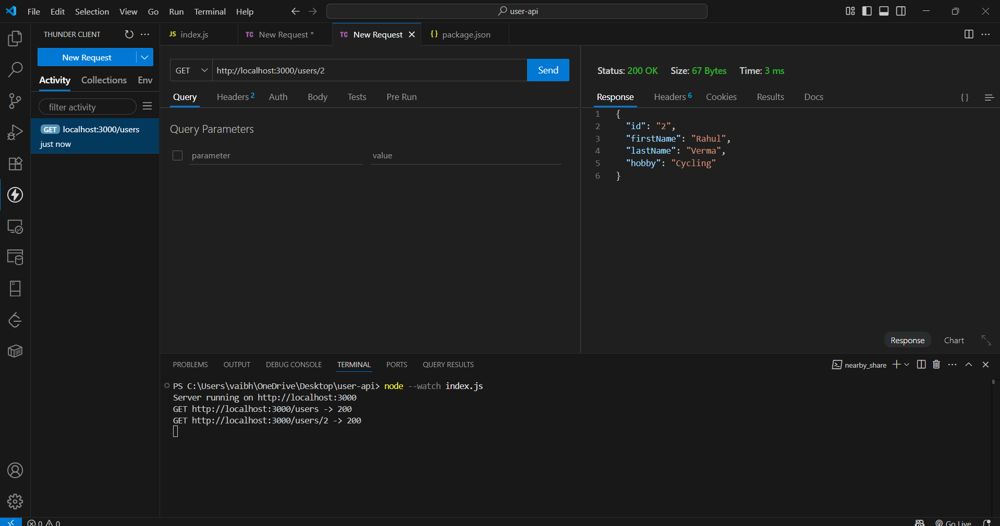 File Edit Selection View Go Run Terminal Help
user-api
THUNDER CLIENT
New Request
Activity Collections Env
filter activity
GET localhost:3000/users
just now
JS index.js
TC New Request *
TC New Request
{} package.json
GET http://localhost:3000/users/2 Send
Query Headers 2 Auth Body Tests Pre Run
Query Parameters
parameter value
Status: 200 OK Size: 67 Bytes Time: 3 ms
Response Headers 6 Cookies Results Docs {}
1 {
2 "id": "2",
3 "firstName": "Rahul",
4 "lastName": "Verma",
5 "hobby": "Cycling"
6 }
Response Chart
PROBLEMS OUTPUT DEBUG CONSOLE TERMINAL PORTS QUERY RESULTS
nearby_share
PS C:\Users\vaibh\OneDrive\Desktop\user-api> node --watch index.js
Server running on http://localhost:3000
GET http://localhost:3000/users -> 200
GET http://localhost:3000/users/2 -> 200
0 0
Go Live